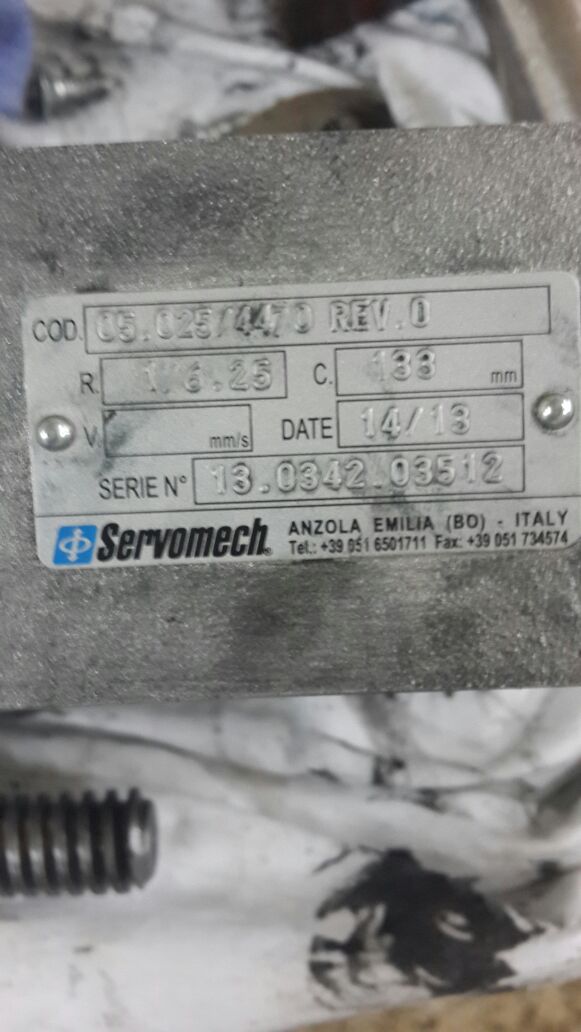 COD. 05.025/4470 REV.0
R. 1/6.25 C. 133 mm
V. mm/s DATE 14/13
SERIE N° 13.0342.03512
Servomech® ANZOLA EMILIA (BO) - ITALY
Tel.: +39 051 6501711 Fax: +39 051 734574